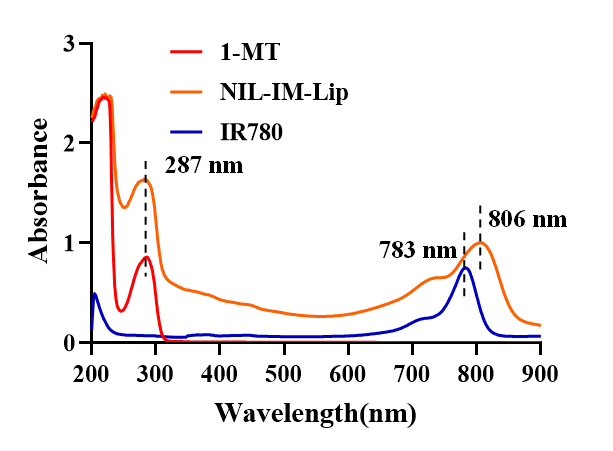 3
1-MT
NIL-IM-Lip
IR780
2
287 nm
806 nm
1
783 nm
0
200 300 400 500 600 700 800 900
Wavelength(nm)
Absorbance